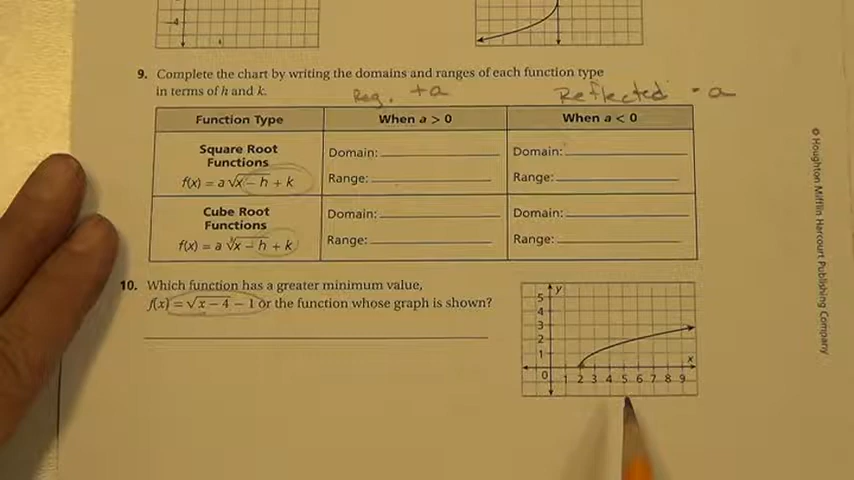 -4
9. Complete the chart by writing the domains and ranges of each function type
in terms of h and k.
Reg. +a
Reflected -a
Function Type
When a > 0
When a < 0
Square Root
Functions
f(x) = a√x − h + k
Domain:
Range:
Domain:
Range:
Cube Root
Functions
f(x) = a ∛x − h + k
Domain:
Range:
Domain:
Range:
10. Which function has a greater minimum value,
f(x) = √x − 4 − 1 or the function whose graph is shown?
y
5
4
3
2
1
x
0 1 2 3 4 5 6 7 8 9
© Houghton Mifflin Harcourt Publishing Company